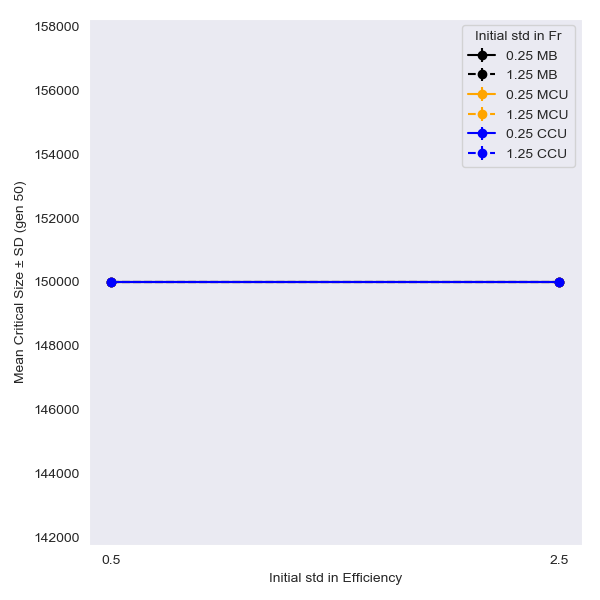 158000
156000
154000
152000
150000
148000
146000
144000
142000
Mean Critical Size ± SD (gen 50)
Initial std in Fr
0.25 MB
1.25 MB
0.25 MCU
1.25 MCU
0.25 CCU
1.25 CCU
0.5
2.5
Initial std in Efficiency